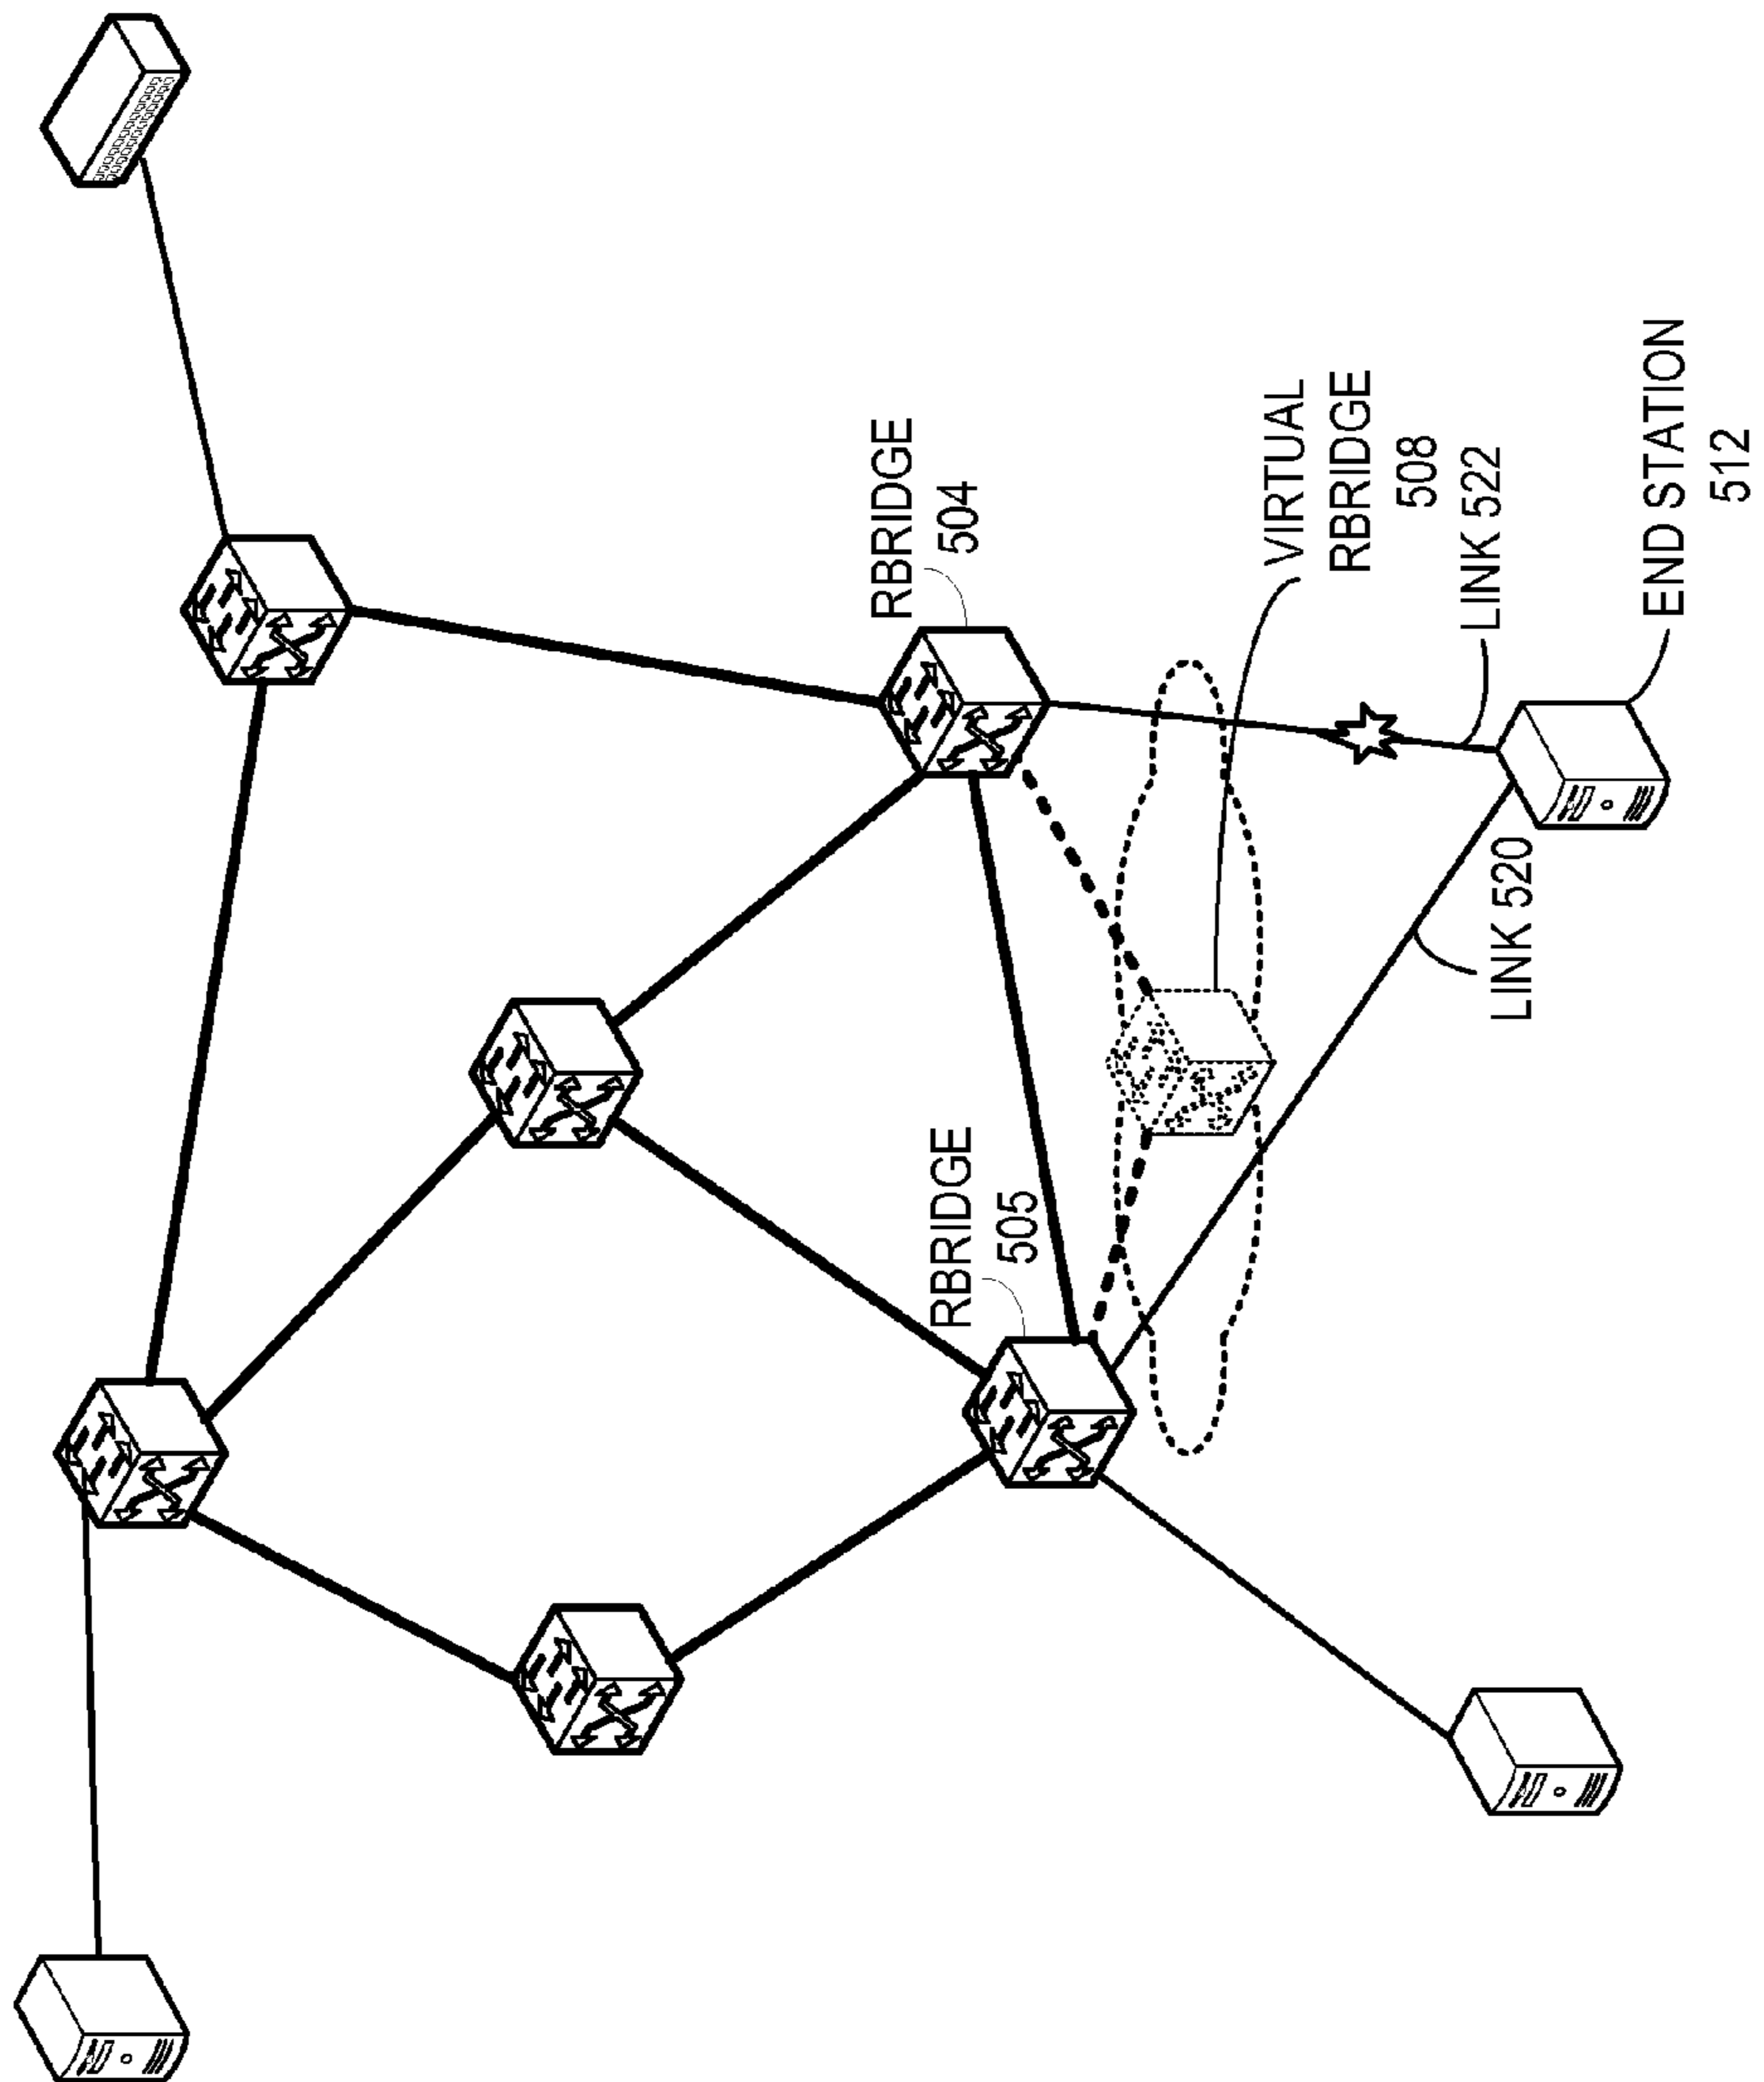 RBRIDGE
504
RBRIDGE
505
VIRTUAL
RBRIDGE
508
LINK 522
LINK 520
END STATION
512